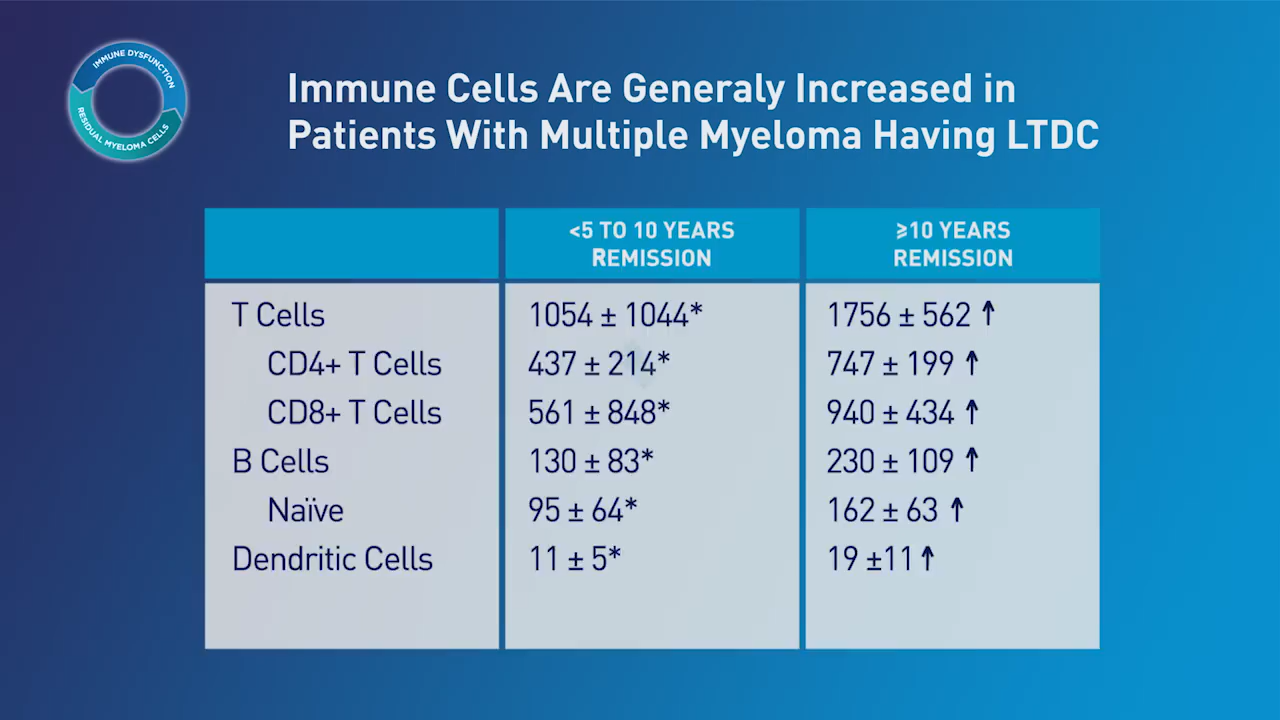 IMMUNE DYSFUNCTION
RESIDUAL MYELOMA CELLS
Immune Cells Are Generaly Increased in
Patients With Multiple Myeloma Having LTDC
<5 TO 10 YEARS
REMISSION
≥10 YEARS
REMISSION
T Cells 1054 ± 1044* 1756 ± 562 ↑
CD4+ T Cells 437 ± 214* 747 ± 199 ↑
CD8+ T Cells 561 ± 848* 940 ± 434 ↑
B Cells 130 ± 83* 230 ± 109 ↑
Naïve 95 ± 64* 162 ± 63 ↑
Dendritic Cells 11 ± 5* 19 ±11 ↑